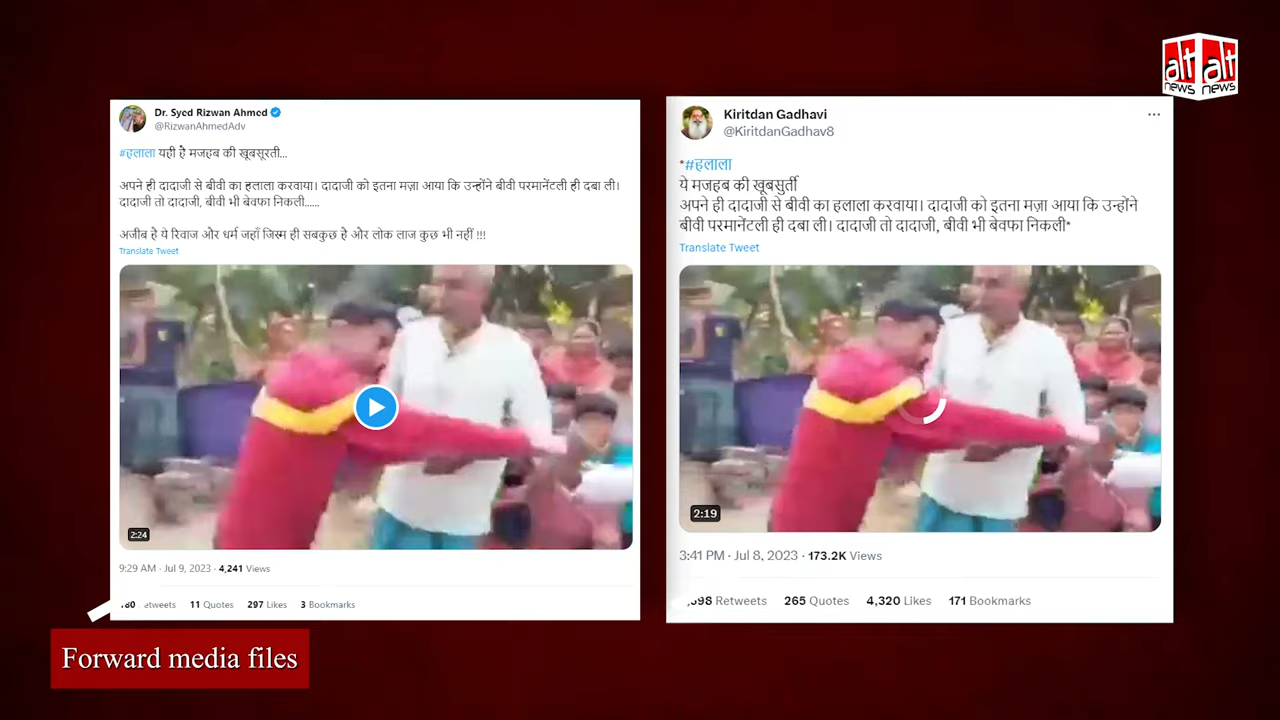 alt alt
news news
Dr. Syed Rizwan Ahmed
@RizwanAhmedAdv
#हलाला यही है मजहब की खूबसूरती...
अपने ही दादाजी से बीवी का हलाला करवाया। दादाजी को इतना मज़ा आया कि उन्होंने बीवी परमानेंटली ही दबा ली।
दादाजी तो दादाजी, बीवी भी बेवफा निकली......
अजीब है ये रिवाज और धर्म जहाँ जिस्म ही सबकुछ है और लोक लाज कुछ भी नहीं !!!
Translate Tweet
2:24
9:29 AM · Jul 9, 2023 · 4,241 Views
11 Quotes 297 Likes 3 Bookmarks
Kiritdan Gadhavi
@KiritdanGadhav8
*#हलाला
ये मजहब की खूबसुर्ती
अपने ही दादाजी से बीवी का हलाला करवाया। दादाजी को इतना मज़ा आया कि उन्होंने
बीवी परमानेंटली ही दबा ली। दादाजी तो दादाजी, बीवी भी बेवफा निकली*
Translate Tweet
2:19
3:41 PM · Jul 8, 2023 · 173.2K Views
Retweets 265 Quotes 4,320 Likes 171 Bookmarks
Forward media files